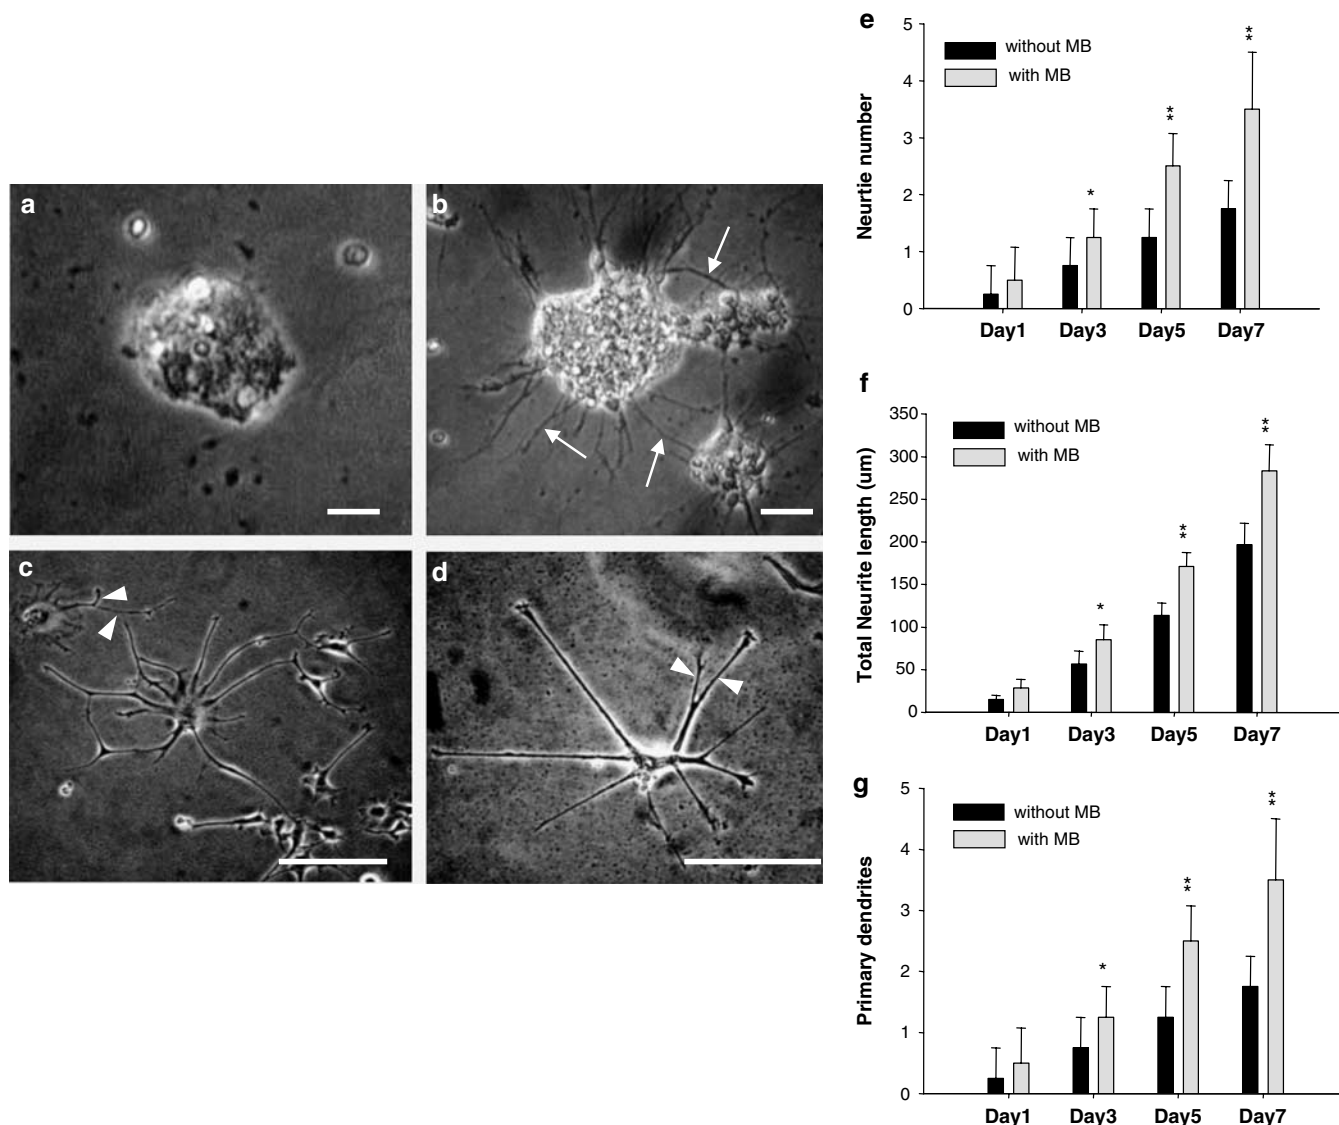 a
b
c
d
e
5
4
3
2
1
0
Neurtie number
without MB
with MB
*
**
**
Day1 Day3 Day5 Day7
f
350
300
250
200
150
100
50
0
Total Neurite length (um)
without MB
with MB
*
**
**
Day1 Day3 Day5 Day7
g
5
4
3
2
1
0
Primary dendrites
without MB
with MB
*
**
**
Day1 Day3 Day5 Day7